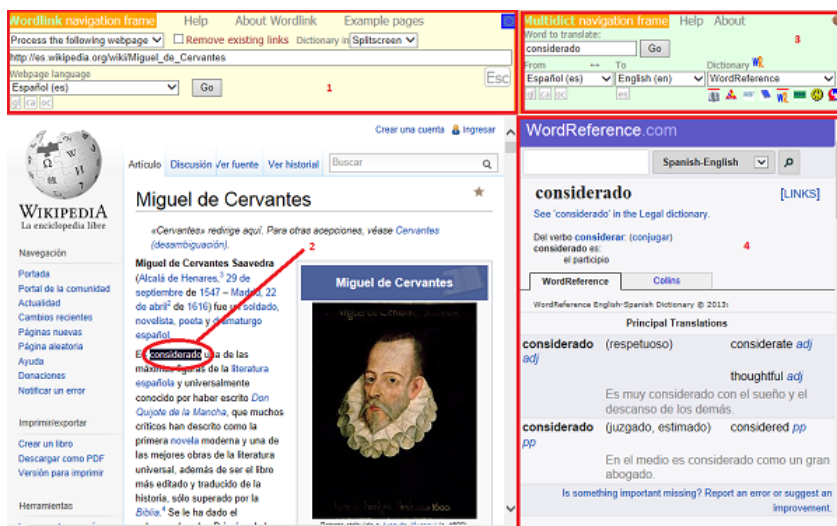 Wordlink navigation frame Help About Wordlink Example pages
Process the following webpage Remove existing links Dictionary in Splitscreen
http://es.wikipedia.org/wiki/Miguel_de_Cervantes
Webpage language
Esc
Español (es) Go
1
gl ca oc
Multidict navigation frame Help About
Word to translate:
3
considerado Go
From ↔ To Dictionary
Español (es) English (en) WordReference
gl ca oc es
Crear una cuenta Ingresar
Artículo Discusión Ver fuente Ver historial Buscar
WIKIPEDIA
La enciclopedia libre
Navegación
Portada
Portal de la comunidad
Actualidad
Cambios recientes
Páginas nuevas
Página aleatoria
Ayuda
Donaciones
Notificar un error
Imprimir/exportar
Crear un libro
Descargar como PDF
Versión para imprimir
Herramientas
Miguel de Cervantes
«Cervantes» redirige aquí. Para otras acepciones, véase Cervantes
(desambiguación).
2
Miguel de Cervantes Saavedra
(Alcalá de Henares,3 29 de
septiembre de 1547 – Madrid, 22
de abril2 de 1616) fue un soldado,
novelista, poeta y dramaturgo
español.
Es considerado una de las
máximas figuras de la literatura
española y universalmente
conocido por haber escrito Don
Quijote de la Mancha, que muchos
críticos han descrito como la
primera novela moderna y una de
las mejores obras de la literatura
universal, además de ser el libro
más editado y traducido de la
historia, sólo superado por la
Biblia.4 Se le ha dado el
Miguel de Cervantes
WordReference.com
Spanish-English
considerado [LINKS]
See 'considerado' in the Legal dictionary.
Del verbo considerar: (conjugar)
4
considerado es:
el participio
WordReference Collins
WordReference English-Spanish Dictionary © 2013:
Principal Translations
considerado (respetuoso) considerate adj
adj
thoughtful adj
Es muy considerado con el sueño y el
descanso de los demás.
considerado (juzgado, estimado) considered pp
pp
En el medio es considerado como un gran
abogado.
Is something important missing? Report an error or suggest an
improvement.